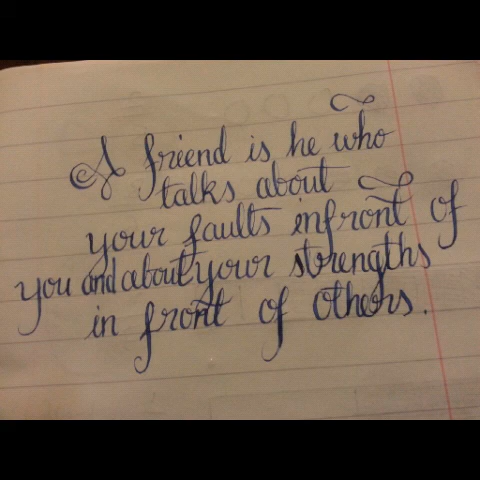 A friend is he who
talks about
your faults infront of
you and about your strengths
in front of others.